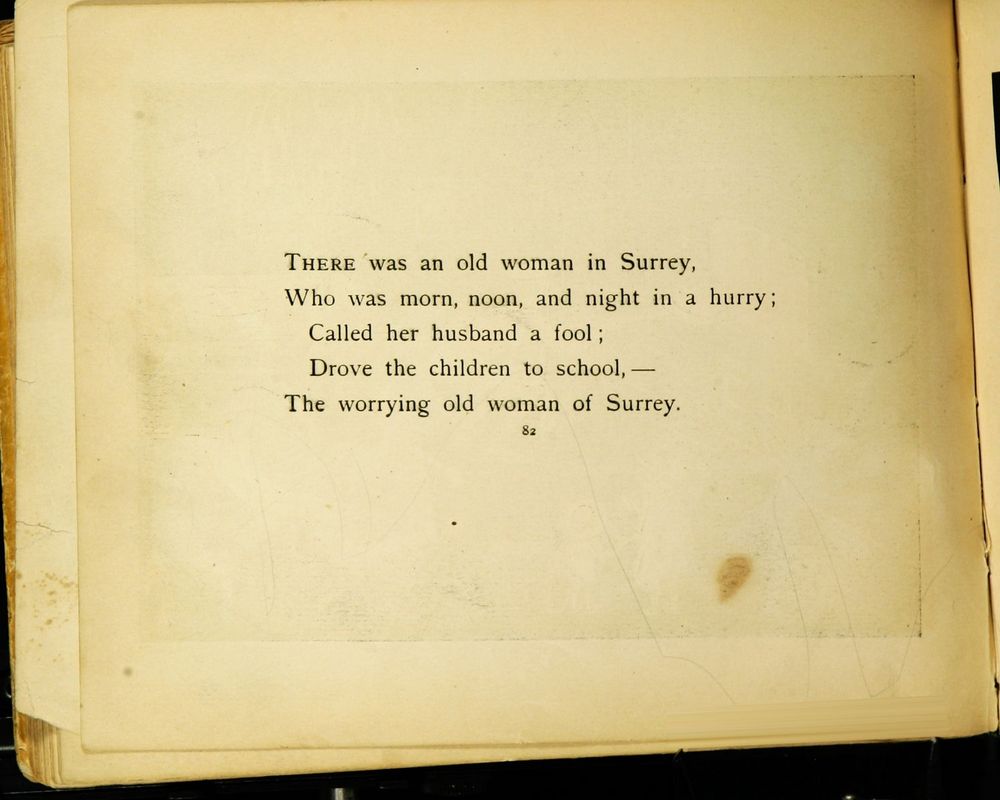 THERE was an old woman in Surrey,
Who was morn, noon, and night in a hurry;
Called her husband a fool;
Drove the children to school,—
The worrying old woman of Surrey.
82